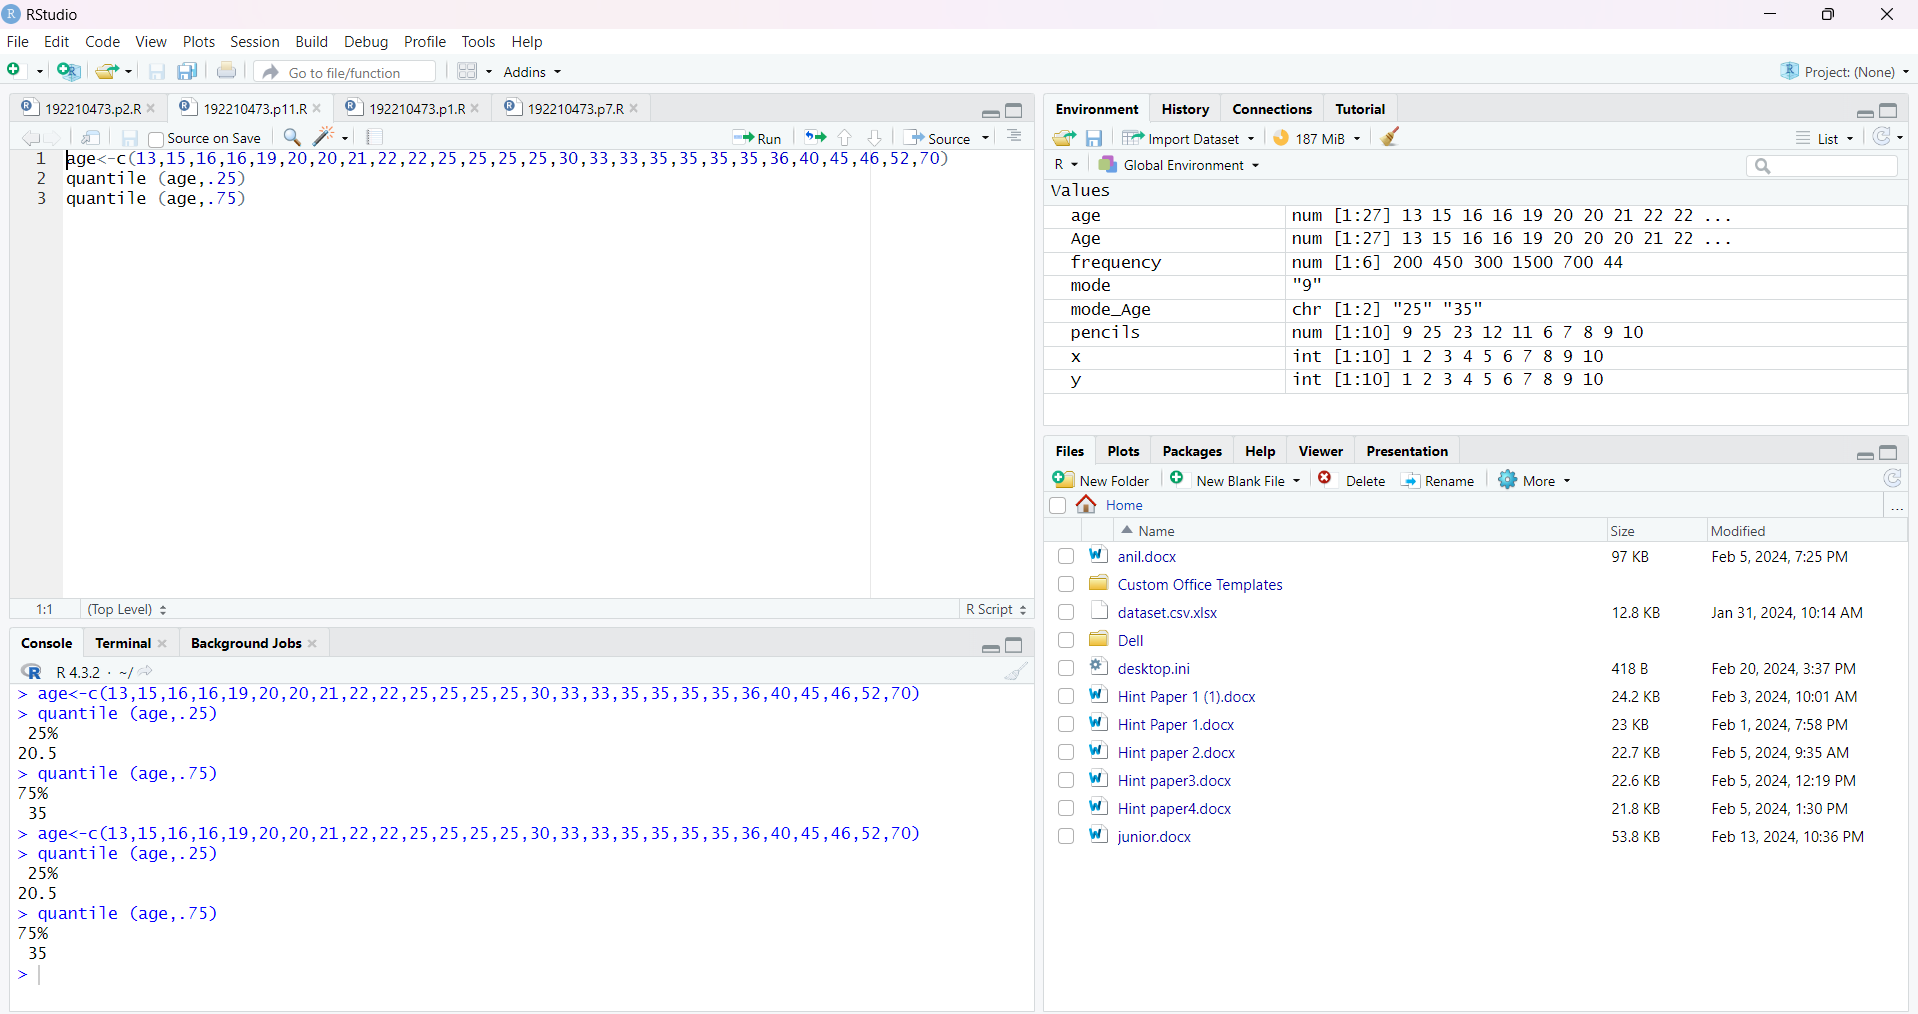 RStudio
File Edit Code View Plots Session Build Debug Profile Tools Help
Go to file/function Addins Project: (None)
192210473.p2.R 192210473.p11.R 192210473.p1.R 192210473.p7.R
Source on Save Run Source
1 age<-c(13,15,16,16,19,20,20,21,22,22,25,25,25,25,30,33,33,35,35,35,35,36,40,45,46,52,70)
2 quantile (age,.25)
3 quantile (age,.75)
1:1 (Top Level) R Script
Console Terminal Background Jobs
R 4.3.2 · ~/
> age<-c(13,15,16,16,19,20,20,21,22,22,25,25,25,25,30,33,33,35,35,35,35,36,40,45,46,52,70)
> quantile (age,.25)
25%
20.5
> quantile (age,.75)
75%
35
> age<-c(13,15,16,16,19,20,20,21,22,22,25,25,25,25,30,33,33,35,35,35,35,36,40,45,46,52,70)
> quantile (age,.25)
25%
20.5
> quantile (age,.75)
75%
35
>
Environment History Connections Tutorial
Import Dataset 187 MiB List
R Global Environment
Values
age num [1:27] 13 15 16 16 19 20 20 21 22 22 ...
Age num [1:27] 13 15 16 16 19 20 20 20 21 22 ...
frequency num [1:6] 200 450 300 1500 700 44
mode "9"
mode_Age chr [1:2] "25" "35"
pencils num [1:10] 9 25 23 12 11 6 7 8 9 10
x int [1:10] 1 2 3 4 5 6 7 8 9 10
y int [1:10] 1 2 3 4 5 6 7 8 9 10
Files Plots Packages Help Viewer Presentation
New Folder New Blank File Delete Rename More
Home ...
Name Size Modified
anil.docx 97 KB Feb 5, 2024, 7:25 PM
Custom Office Templates
dataset.csv.xlsx 12.8 KB Jan 31, 2024, 10:14 AM
Dell
desktop.ini 418 B Feb 20, 2024, 3:37 PM
Hint Paper 1 (1).docx 24.2 KB Feb 3, 2024, 10:01 AM
Hint Paper 1.docx 23 KB Feb 1, 2024, 7:58 PM
Hint paper 2.docx 22.7 KB Feb 5, 2024, 9:35 AM
Hint paper3.docx 22.6 KB Feb 5, 2024, 12:19 PM
Hint paper4.docx 21.8 KB Feb 5, 2024, 1:30 PM
junior.docx 53.8 KB Feb 13, 2024, 10:36 PM